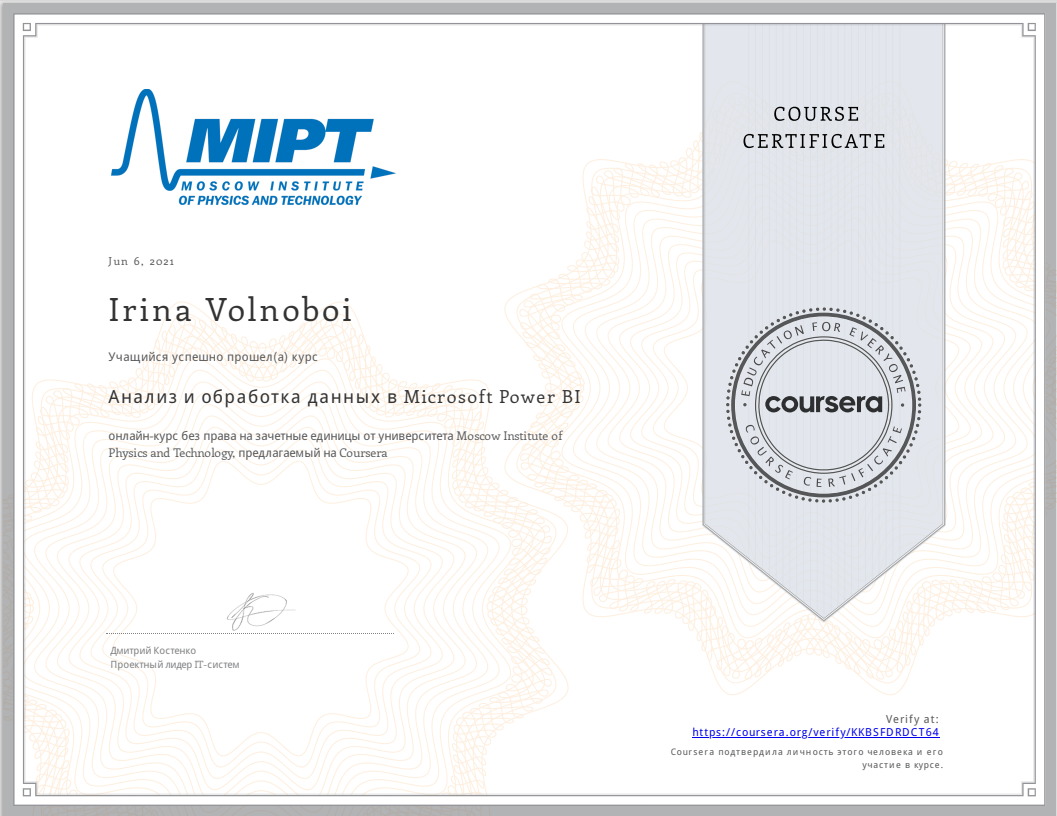 MIPT
MOSCOW INSTITUTE
OF PHYSICS AND TECHNOLOGY
COURSE
CERTIFICATE
Jun 6, 2021
Irina Volnoboi
Учащийся успешно прошел(а) курс
Анализ и обработка данных в Microsoft Power BI
онлайн-курс без права на зачетные единицы от университета Moscow Institute of
Physics and Technology, предлагаемый на Coursera
EDUCATION FOR EVERYONE
coursera
COURSE CERTIFICATE
Дмитрий Костенко
Проектный лидер IT-систем
Verify at:
https://coursera.org/verify/KKBSFDRDCT64
Coursera подтвердила личность этого человека и его
участие в курсе.